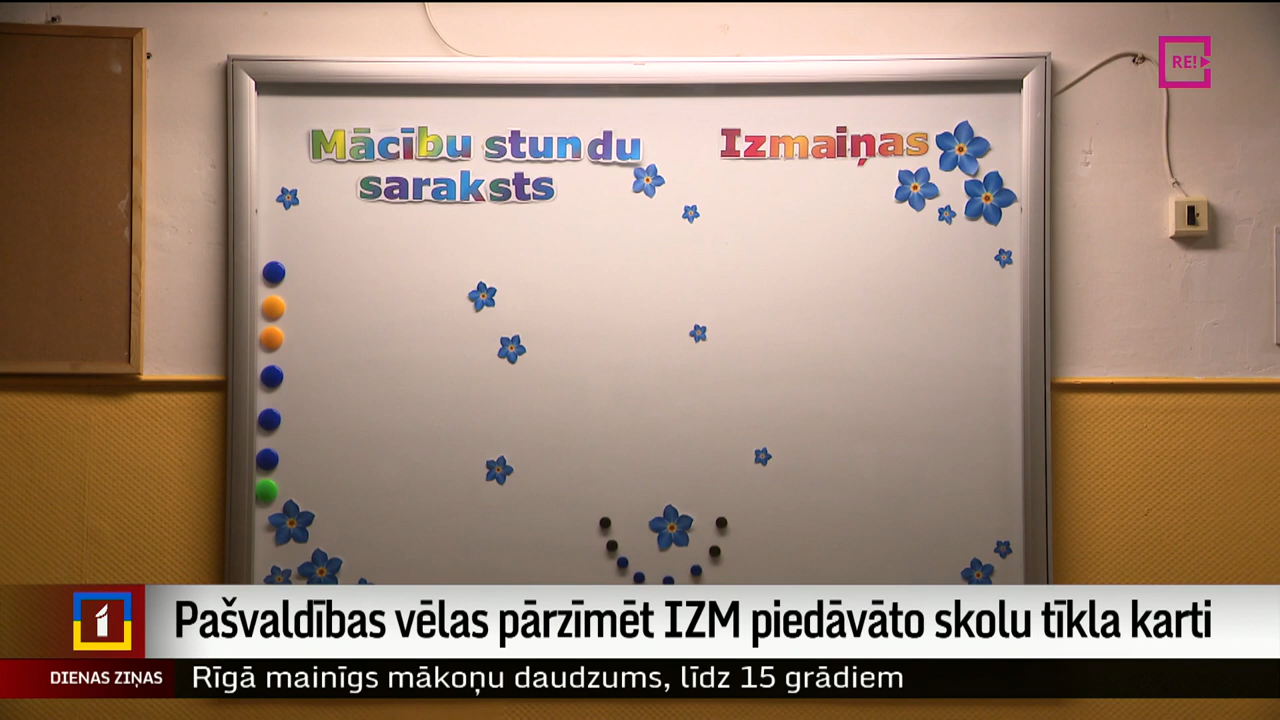 RE!
Mācību stundu
saraksts
Izmaiņas
1
Pašvaldības vēlas pārzīmēt IZM piedāvāto skolu tīkla karti
DIENAS ZIŅAS
Rīgā mainīgs mākoņu daudzums, līdz 15 grādiem